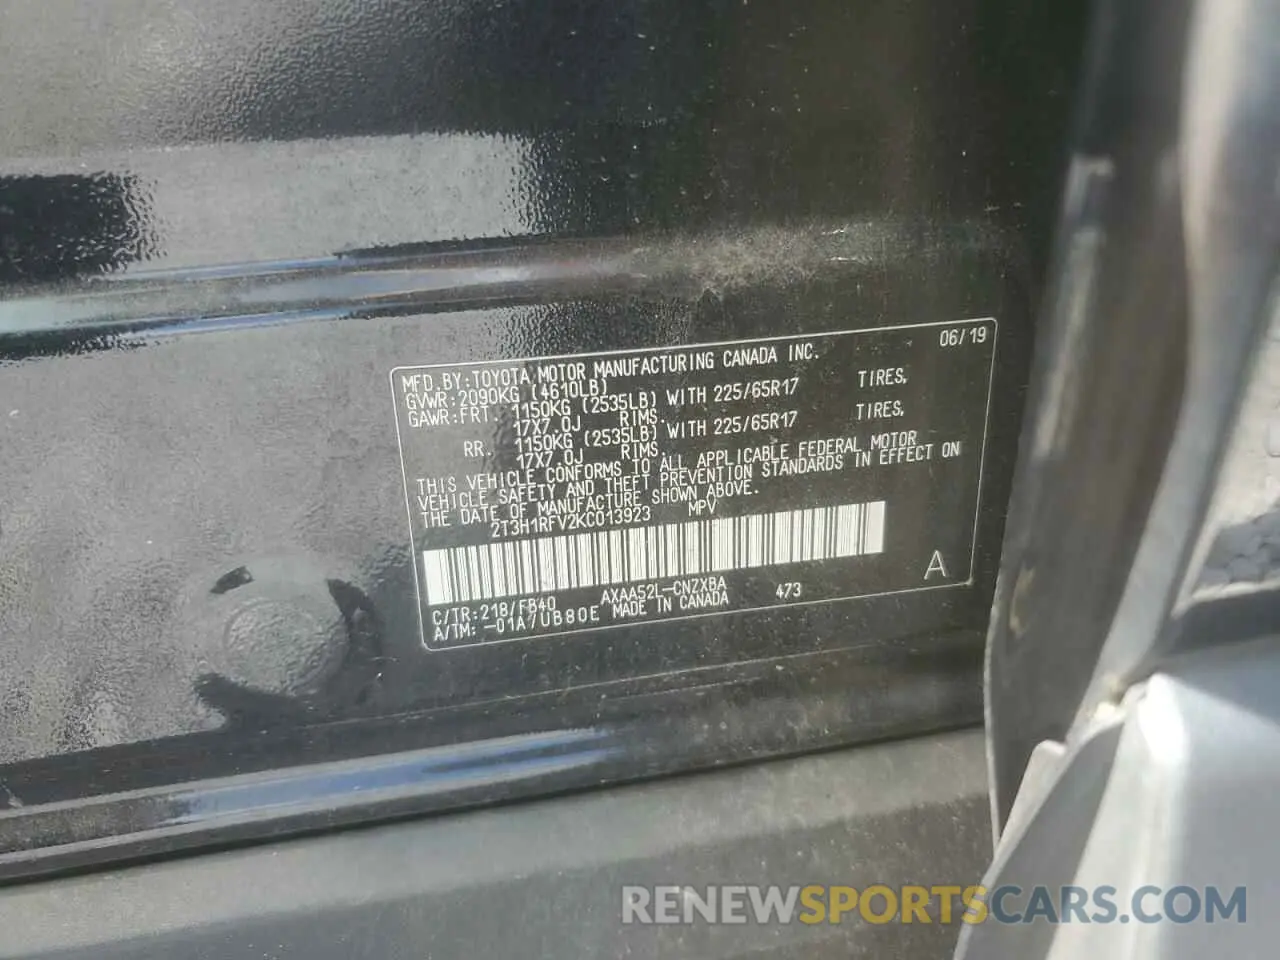 MFD.BY:TOYOTA MOTOR MANUFACTURING CANADA INC. 06/19
GVWR:2090KG (4610LB)
GAWR:FRT. 1150KG (2535LB) WITH 225/65R17 TIRES,
17X7.0J RIMS.
RR. 1150KG (2535LB) WITH 225/65R17 TIRES,
17X7.0J RIMS.
THIS VEHICLE CONFORMS TO ALL APPLICABLE FEDERAL MOTOR
VEHICLE SAFETY AND THEFT PREVENTION STANDARDS IN EFFECT ON
THE DATE OF MANUFACTURE SHOWN ABOVE.
2T3H1RFV2KC013923 MPV
A
C/TR:218/FB40 AXAA52L-CNZXBA 473
A/TM:-01A/UB80E MADE IN CANADA
RENEWSPORTSCARS.COM